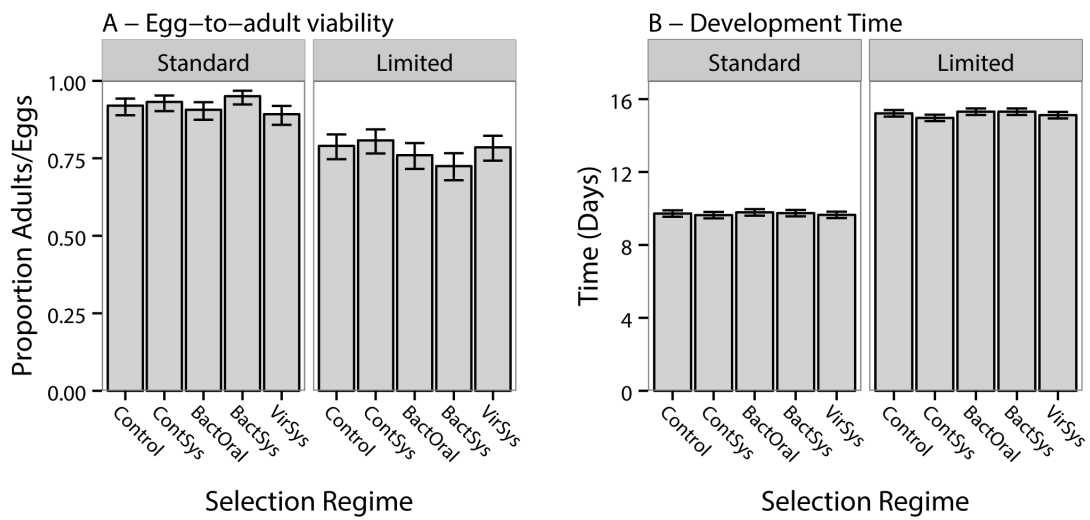 A – Egg–to–adult viability
Standard
Limited
Proportion Adults/Eggs
1.00
0.75
0.50
0.25
0.00
Control
ContSys
BactOral
BactSys
VirSys
Control
ContSys
BactOral
BactSys
VirSys
Selection Regime
B – Development Time
Standard
Limited
Time (Days)
16
12
8
4
0
Control
ContSys
BactOral
BactSys
VirSys
Control
ContSys
BactOral
BactSys
VirSys
Selection Regime